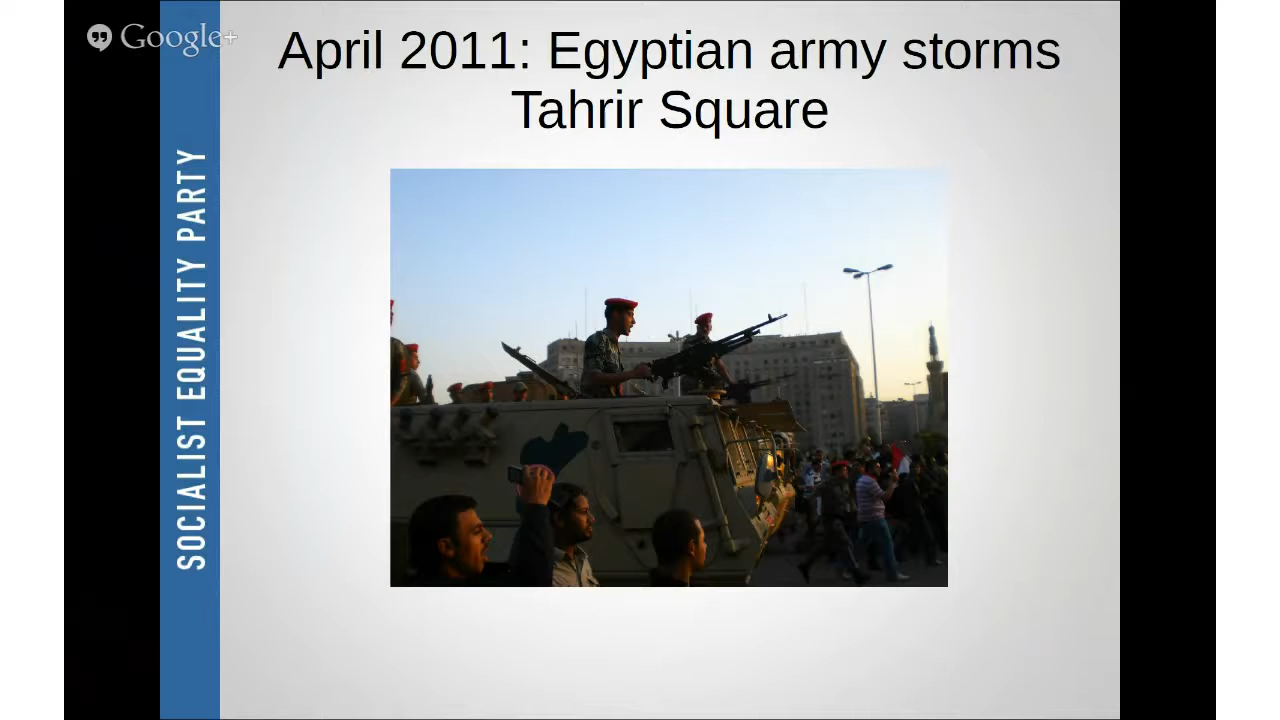 Google+
April 2011: Egyptian army storms
Tahrir Square
SOCIALIST EQUALITY PARTY